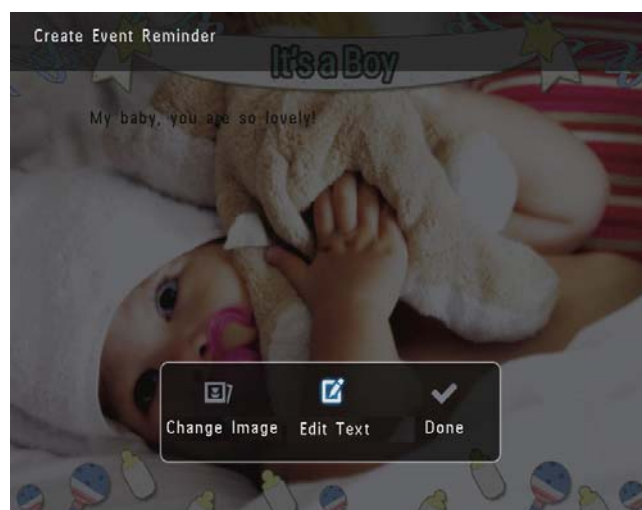 Create Event Reminder
It's a Boy
My baby, you are so lovely!
Change Image
Edit Text
Done